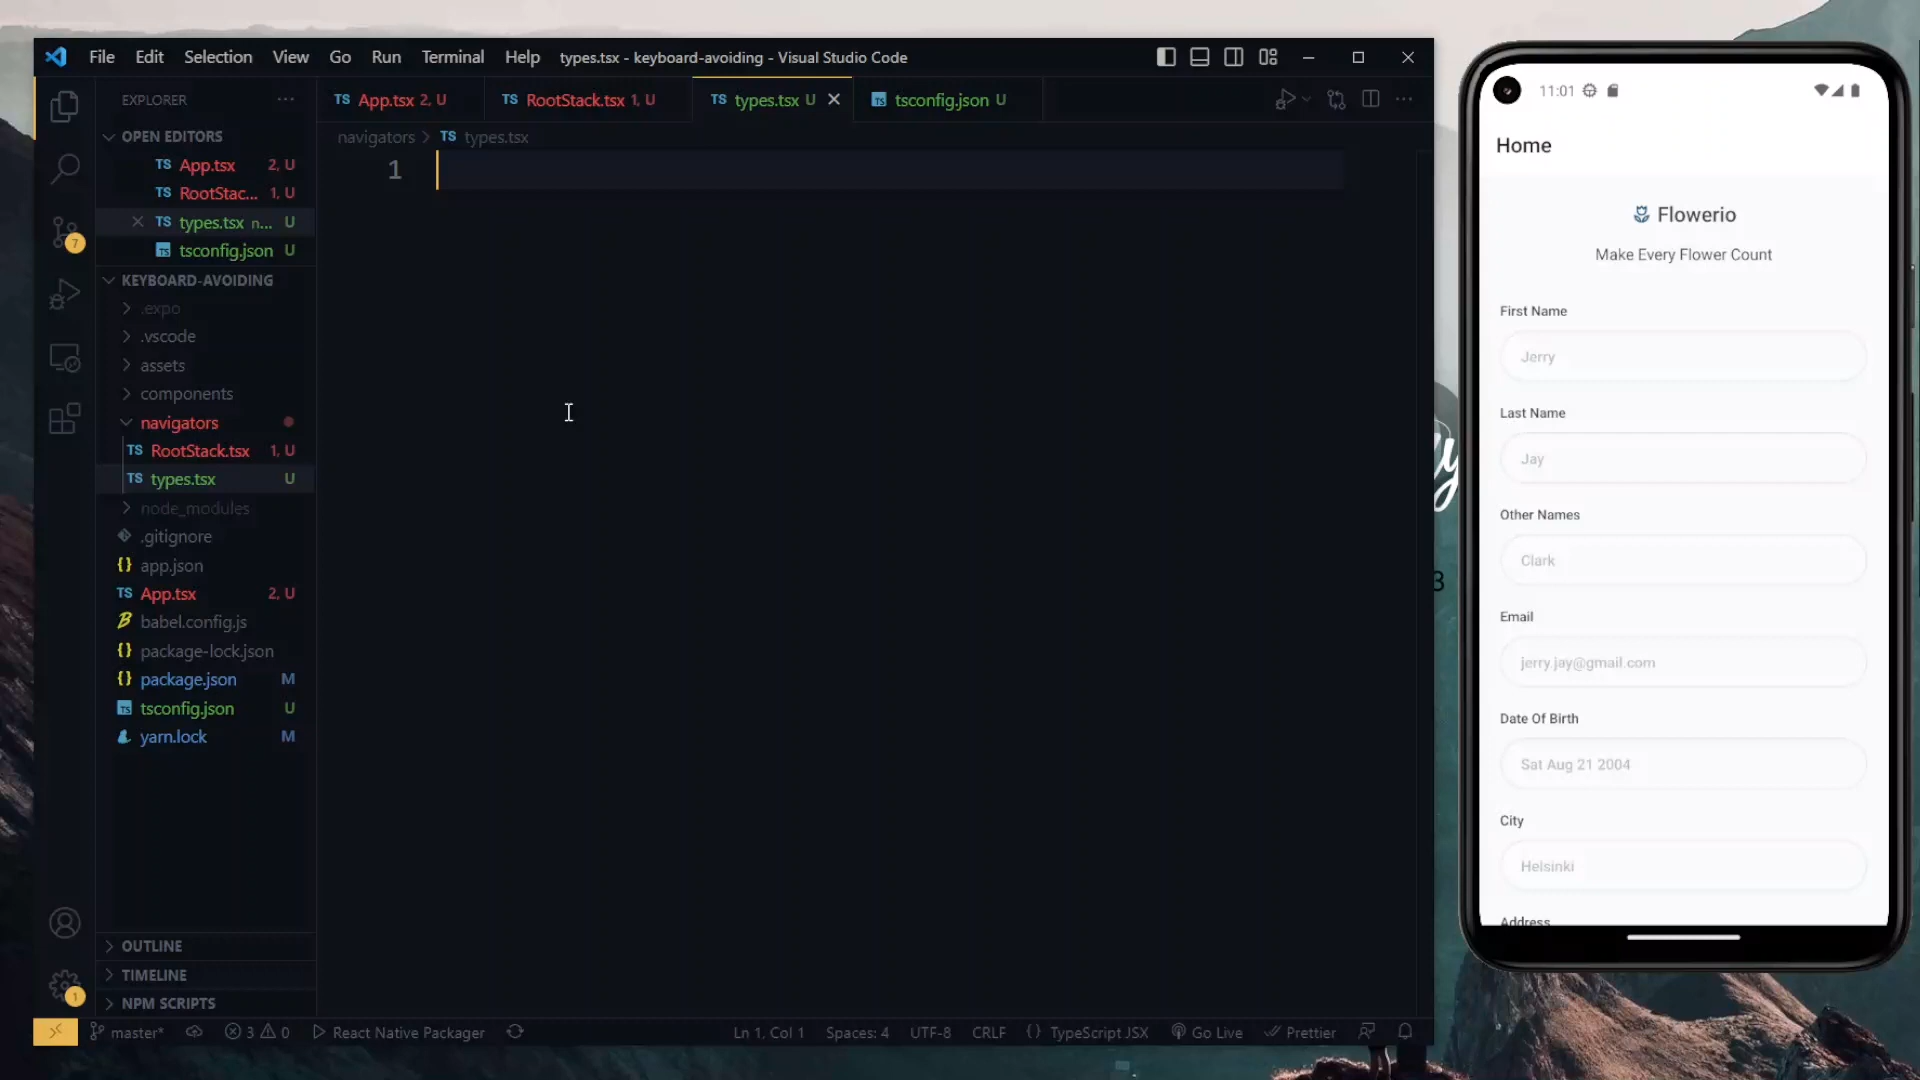 File Edit Selection View Go Run Terminal Help types.tsx - keyboard-avoiding - Visual Studio Code
EXPLORER
OPEN EDITORS
TS App.tsx 2, U
TS RootStac... 1, U
TS types.tsx n... U
TS tsconfig.json U
KEYBOARD-AVOIDING
.expo
.vscode
assets
components
navigators
TS RootStack.tsx 1, U
TS types.tsx U
node_modules
.gitignore
{} app.json
TS App.tsx 2, U
babel.config.js
{} package-lock.json
{} package.json M
TS tsconfig.json U
yarn.lock M
OUTLINE
TIMELINE
NPM SCRIPTS
7
1
TS App.tsx 2, U TS RootStack.tsx 1, U TS types.tsx U TS tsconfig.json U
navigators > TS types.tsx
1
master* 3 0 React Native Packager Ln 1, Col 1 Spaces: 4 UTF-8 CRLF {} TypeScript JSX Go Live Prettier
3
11:01
Home
Flowerio
Make Every Flower Count
First Name
Jerry
Last Name
Jay
Other Names
Clark
Email
jerry.jay@gmail.com
Date Of Birth
Sat Aug 21 2004
City
Helsinki
Address